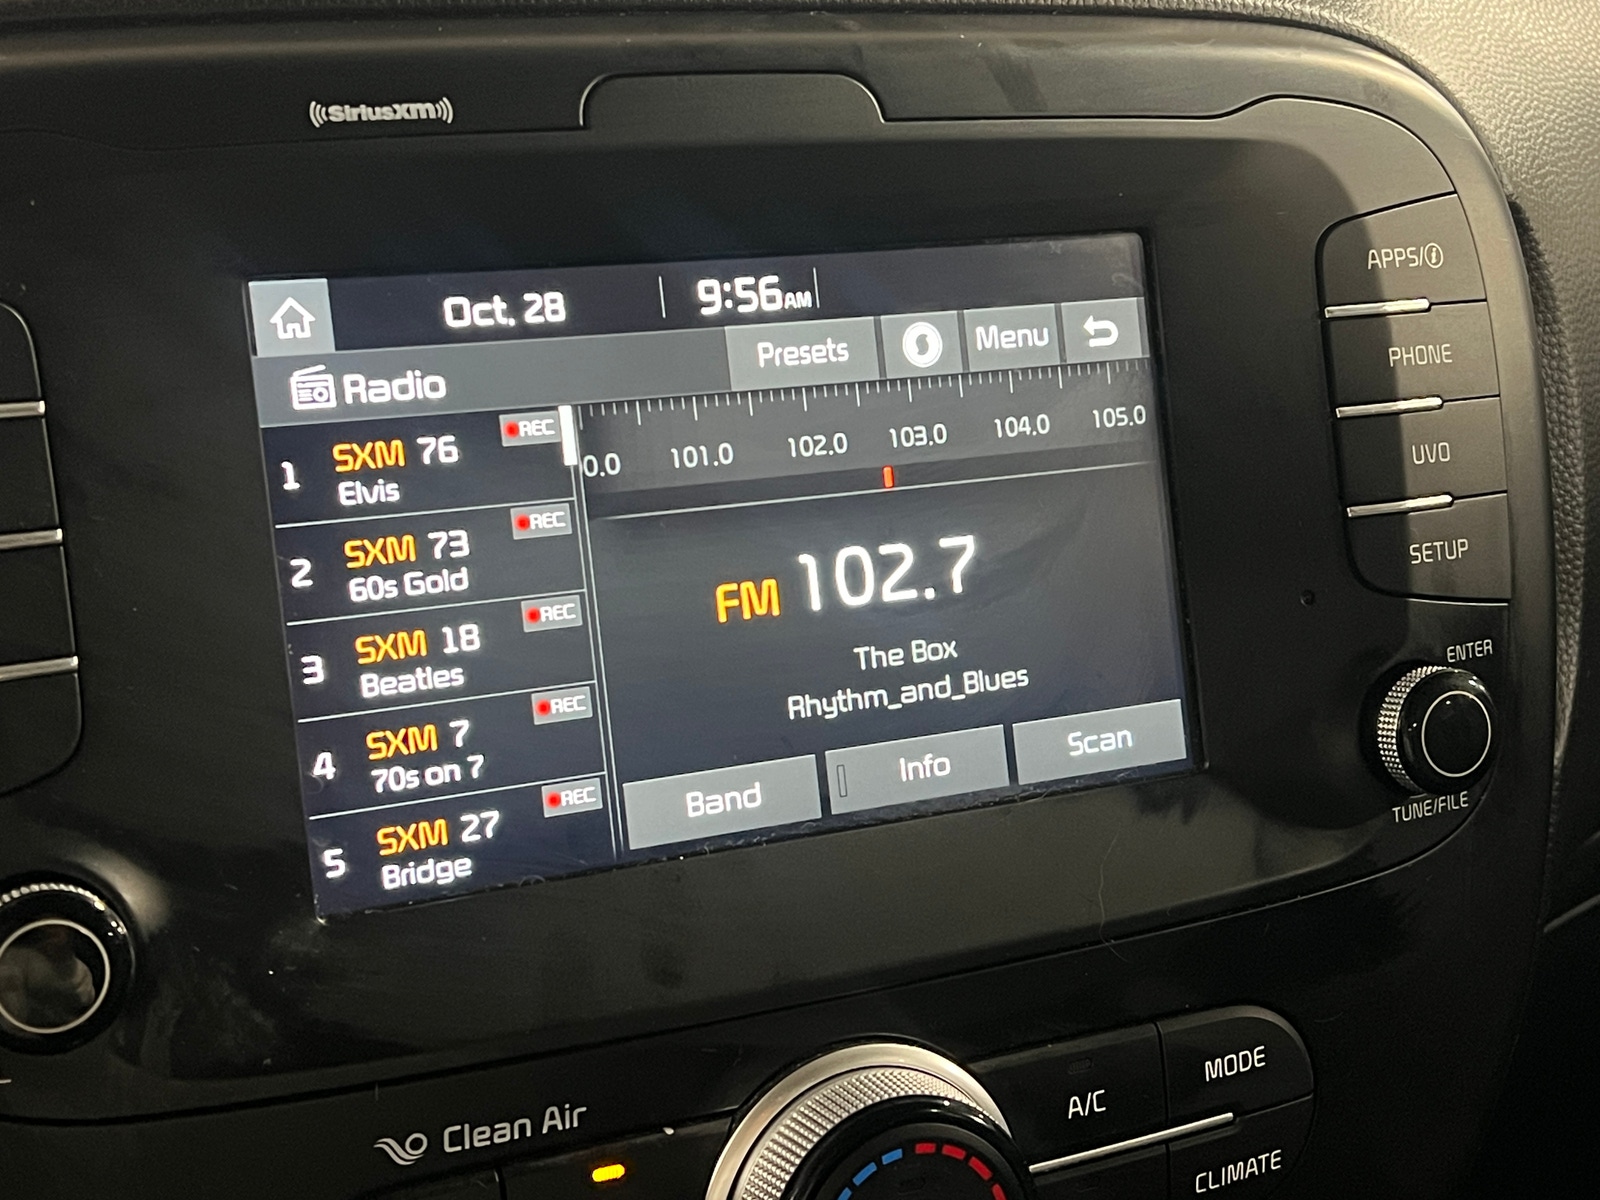 SiriusXM
Oct. 28
9:56 AM
Presets
Menu
Radio
1 SXM 76 REC
Elvis
2 SXM 73 REC
60s Gold
3 SXM 18 REC
Beatles
4 SXM 7 REC
70s on 7
5 SXM 27 REC
Bridge
0.0 101.0 102.0 103.0 104.0 105.0
FM 102.7
The Box
Rhythm_and_Blues
Band
Info
Scan
APPS/i
PHONE
UVO
SETUP
ENTER
TUNE/FILE
Clean Air
A/C
MODE
CLIMATE